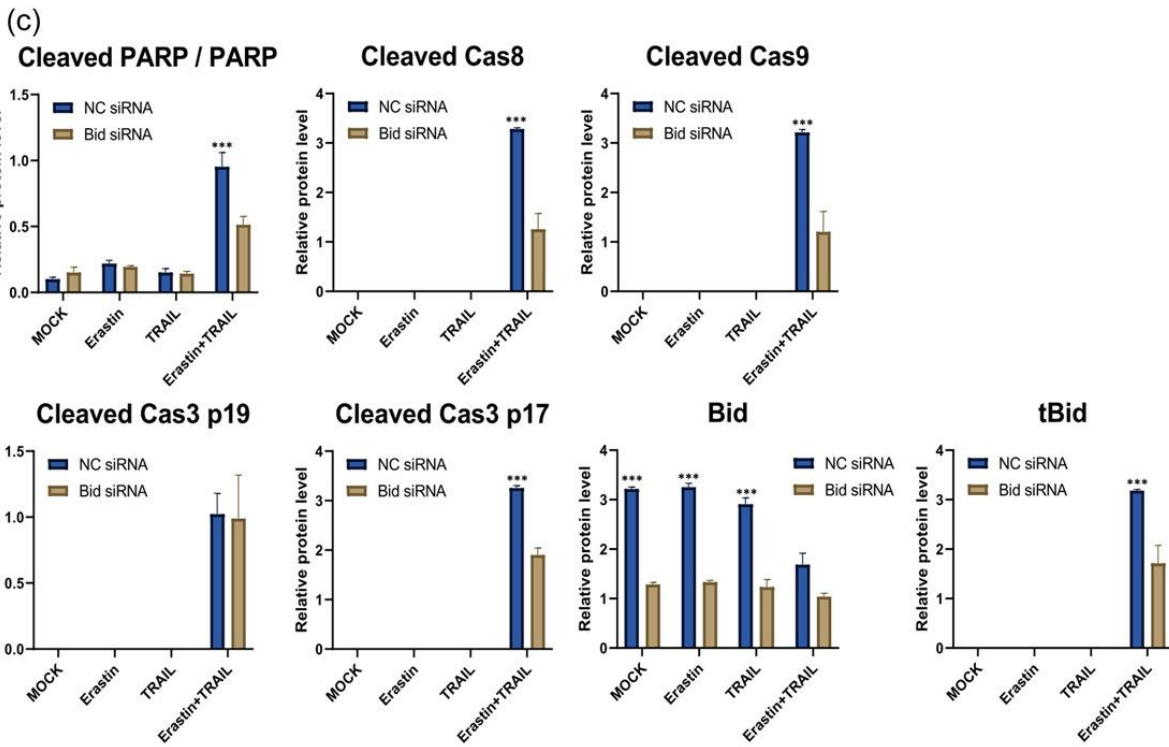 (c)
Cleaved PARP / PARP
1.5
1.0
0.5
0.0
NC siRNA
Bid siRNA
***
MOCK
Erastin
TRAIL
Erastin+TRAIL
Cleaved Cas8
Relative protein level
4
3
2
1
0
NC siRNA
Bid siRNA
***
MOCK
Erastin
TRAIL
Erastin+TRAIL
Cleaved Cas9
Relative protein level
4
3
2
1
0
NC siRNA
Bid siRNA
***
MOCK
Erastin
TRAIL
Erastin+TRAIL
Cleaved Cas3 p19
1.5
1.0
0.5
0.0
NC siRNA
Bid siRNA
MOCK
Erastin
TRAIL
Erastin+TRAIL
Cleaved Cas3 p17
Relative protein level
4
3
2
1
0
NC siRNA
Bid siRNA
***
MOCK
Erastin
TRAIL
Erastin+TRAIL
Bid
Relative protein level
4
3
2
1
0
NC siRNA
Bid siRNA
***
***
***
MOCK
Erastin
TRAIL
Erastin+TRAIL
tBid
Relative protein level
4
3
2
1
0
NC siRNA
Bid siRNA
***
MOCK
Erastin
TRAIL
Erastin+TRAIL